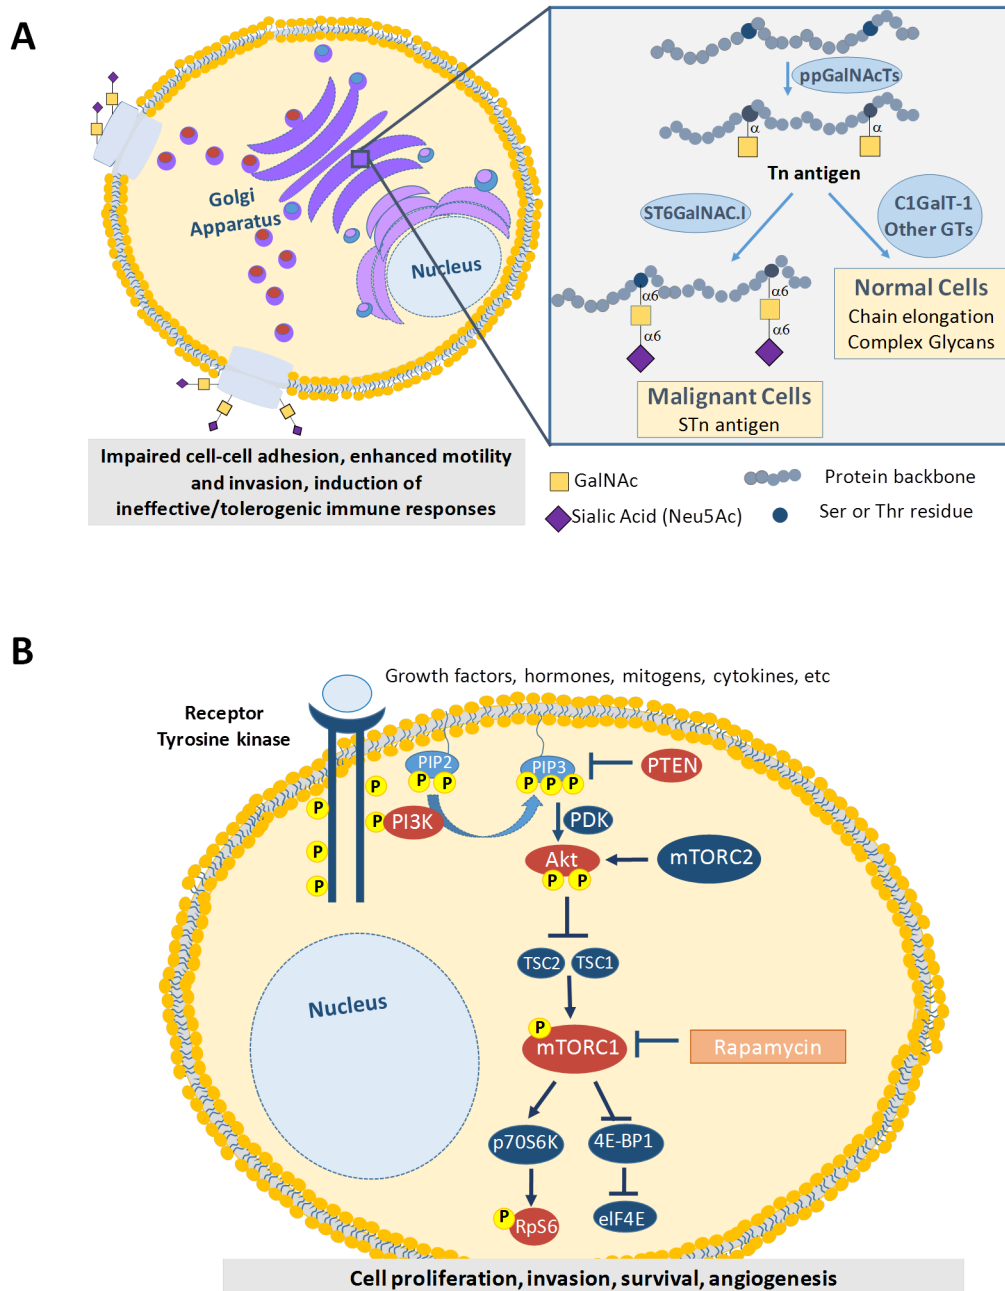 A
Golgi
Apparatus
Nucleus
ppGalNAcTs
α
α
Tn antigen
ST6GalNAC.I
C1GalT-1
Other GTs
α6
α6
α6
α6
Normal Cells
Chain elongation
Complex Glycans
Malignant Cells
STn antigen
Impaired cell-cell adhesion, enhanced motility
and invasion, induction of
ineffective/tolerogenic immune responses
GalNAc
Protein backbone
Sialic Acid (Neu5Ac)
Ser or Thr residue
B
Growth factors, hormones, mitogens, cytokines, etc
Receptor
Tyrosine kinase
PIP2
P
P
PIP3
P
P
P
PTEN
P
P
P
P
P
PI3K
PDK
Akt
P
P
mTORC2
TSC2
TSC1
Nucleus
P
mTORC1
Rapamycin
p70S6K
4E-BP1
P
RpS6
eIF4E
Cell proliferation, invasion, survival, angiogenesis